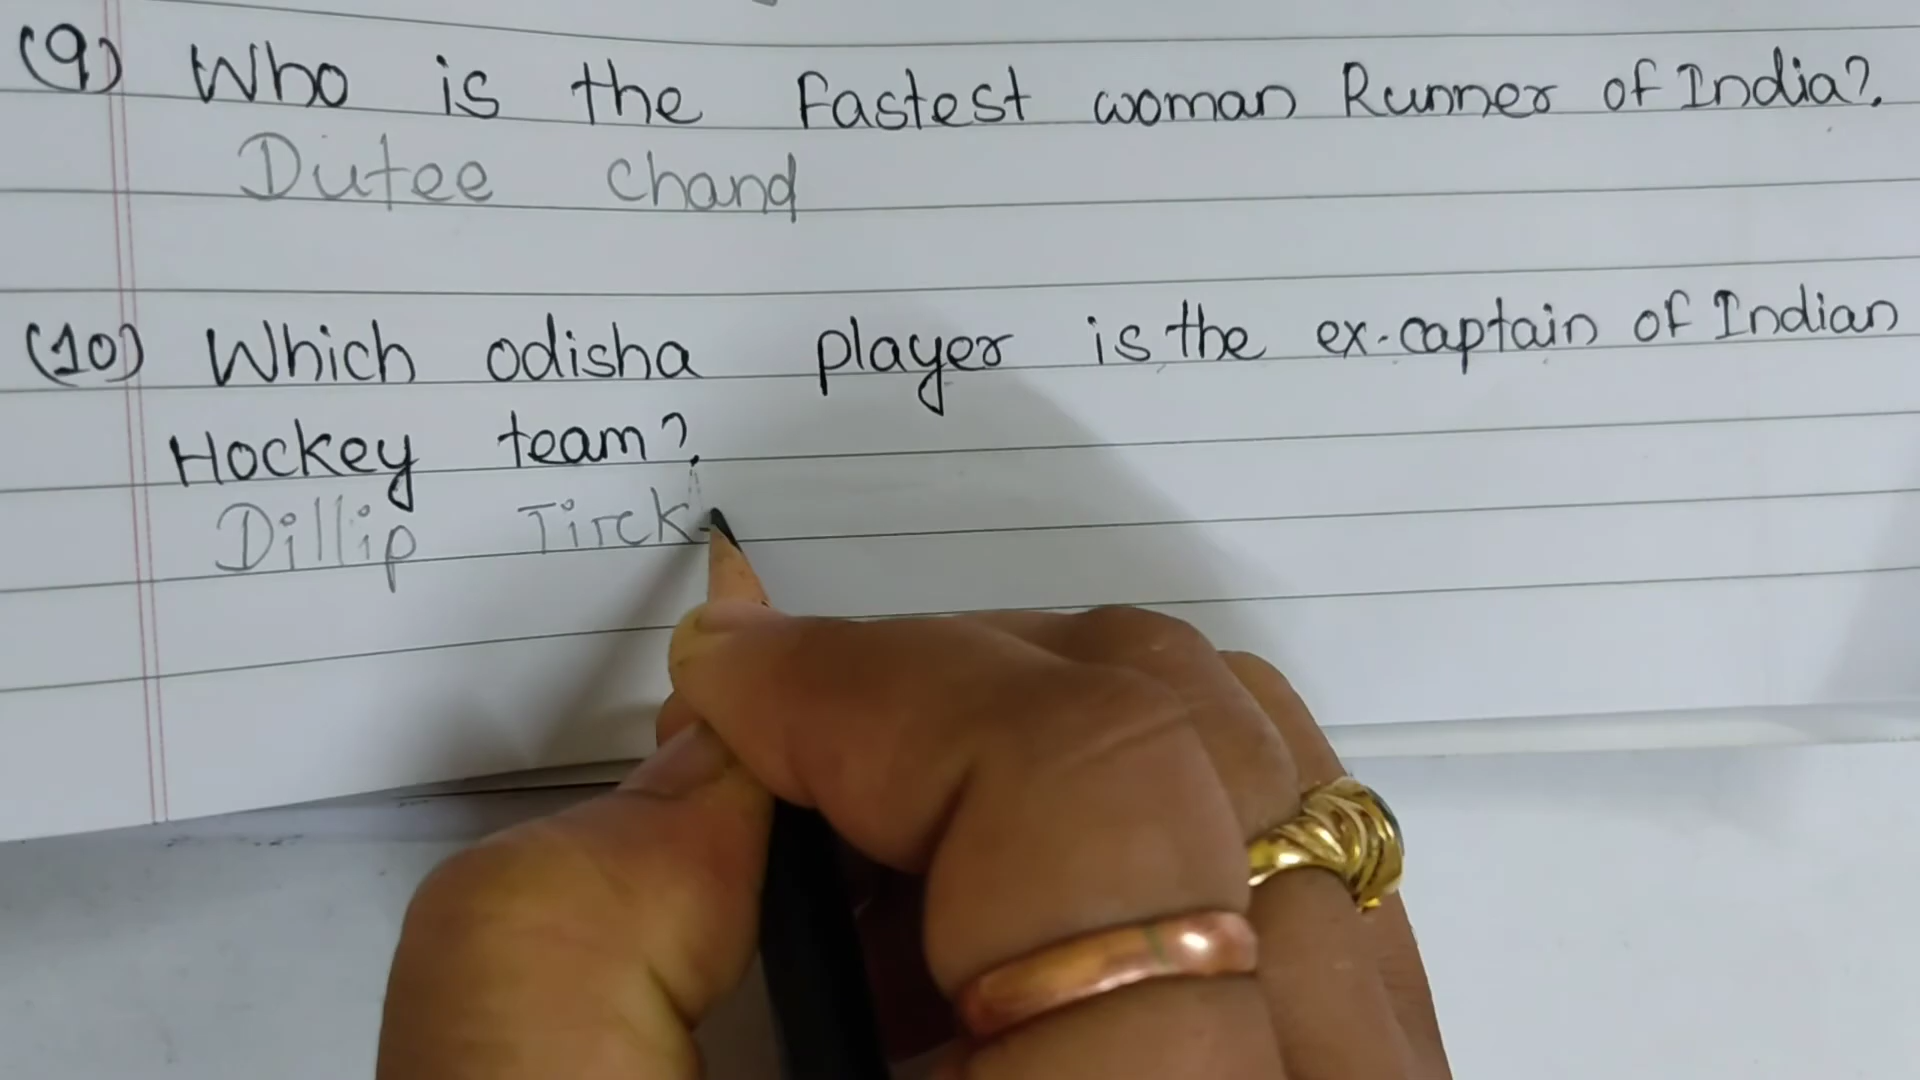 (9) Who is the Fastest woman Runner of India?
Dutee Chand
(10) Which odisha player is the ex-captain of Indian
Hockey team?
Dillip Tirck